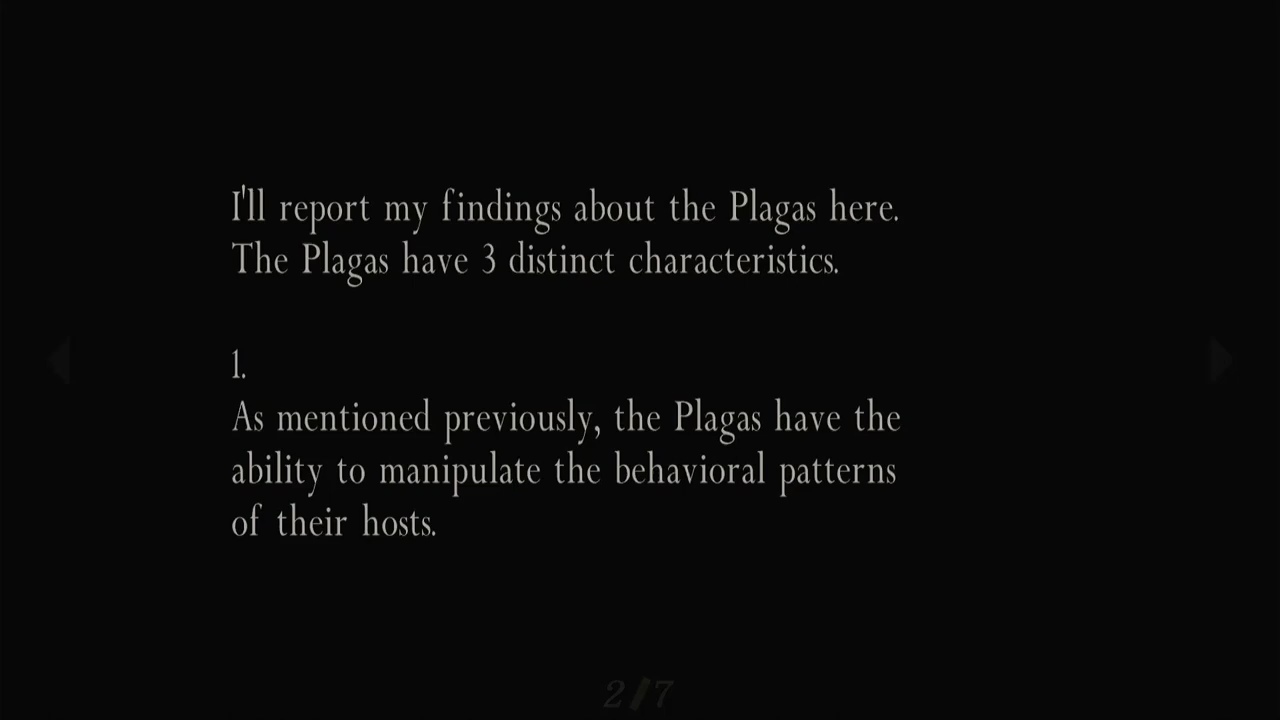 I'll report my findings about the Plagas here.
The Plagas have 3 distinct characteristics.
1.
As mentioned previously, the Plagas have the
ability to manipulate the behavioral patterns
of their hosts.
2/7